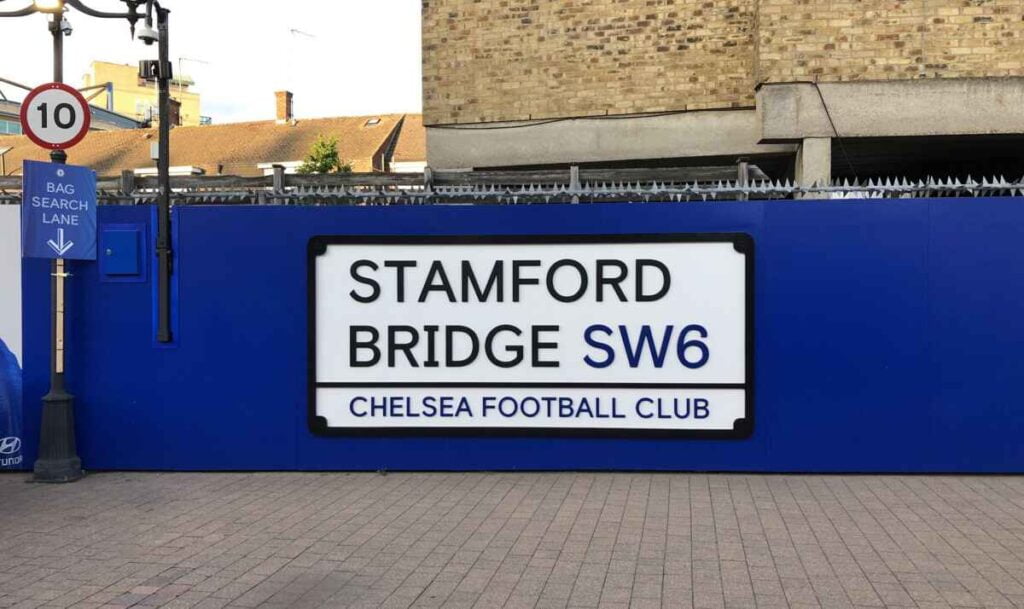 10
BAG
SEARCH
LANE
STAMFORD
BRIDGE SW6
CHELSEA FOOTBALL CLUB